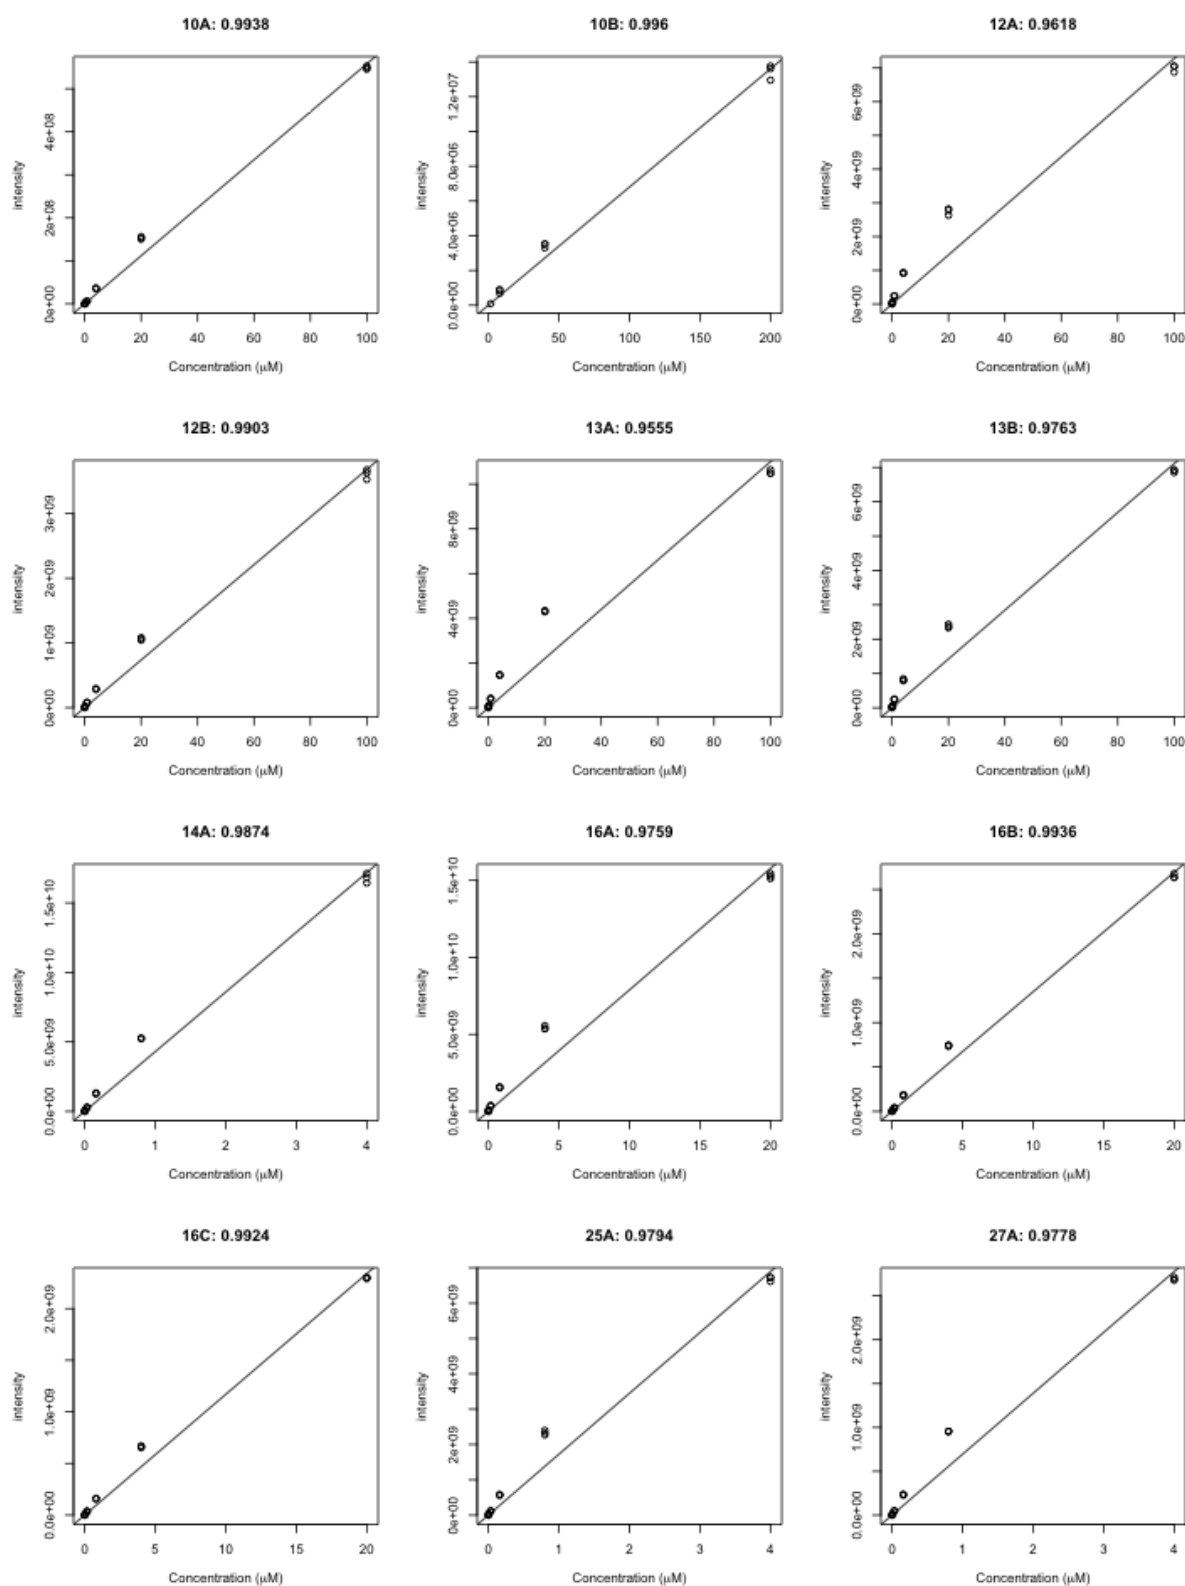 10A: 0.9938
intensity
0e+00 2e+08 4e+08
0 20 40 60 80 100
Concentration (μM)
10B: 0.996
intensity
0.0e+00 4.0e+06 8.0e+06 1.2e+07
0 50 100 150 200
Concentration (μM)
12A: 0.9618
intensity
0e+00 2e+09 4e+09 6e+09
0 20 40 60 80 100
Concentration (μM)
12B: 0.9903
intensity
0e+00 1e+09 2e+09 3e+09
0 20 40 60 80 100
Concentration (μM)
13A: 0.9555
intensity
0e+00 4e+09 8e+09
0 20 40 60 80 100
Concentration (μM)
13B: 0.9763
intensity
0e+00 2e+09 4e+09 6e+09
0 20 40 60 80 100
Concentration (μM)
14A: 0.9874
intensity
0.0e+00 5.0e+09 1.0e+10 1.5e+10
0 1 2 3 4
Concentration (μM)
16A: 0.9759
intensity
0.0e+00 5.0e+09 1.0e+10 1.5e+10
0 5 10 15 20
Concentration (μM)
16B: 0.9936
intensity
0.0e+00 1.0e+09 2.0e+09
0 5 10 15 20
Concentration (μM)
16C: 0.9924
intensity
0.0e+00 1.0e+09 2.0e+09
0 5 10 15 20
Concentration (μM)
25A: 0.9794
intensity
0e+00 2e+09 4e+09 6e+09
0 1 2 3 4
Concentration (μM)
27A: 0.9778
intensity
0.0e+00 1.0e+09 2.0e+09
0 1 2 3 4
Concentration (μM)